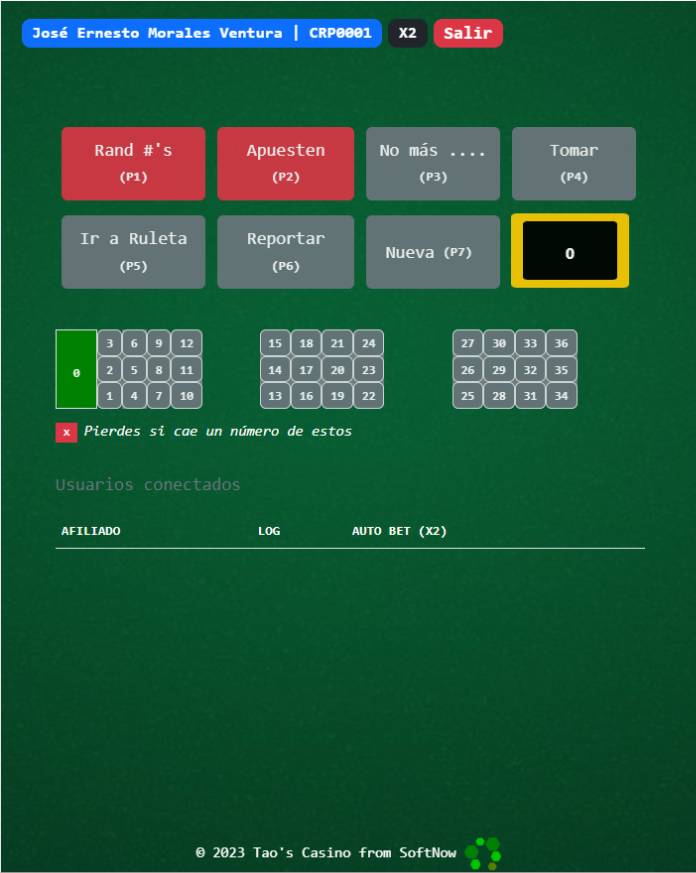 José Ernesto Morales Ventura | CRP0001 X2 Salir
Rand #'s Apuesten No más .... Tomar
(P1) (P2) (P3) (P4)
Ir a Ruleta Reportar Nueva (P7) 0
(P5) (P6)
3 6 9 12 15 18 21 24 27 30 33 36
0 2 5 8 11 14 17 20 23 26 29 32 35
1 4 7 10 13 16 19 22 25 28 31 34
x Pierdes si cae un número de estos
Usuarios conectados
AFILIADO LOG AUTO BET (X2)
© 2023 Tao's Casino from SoftNow